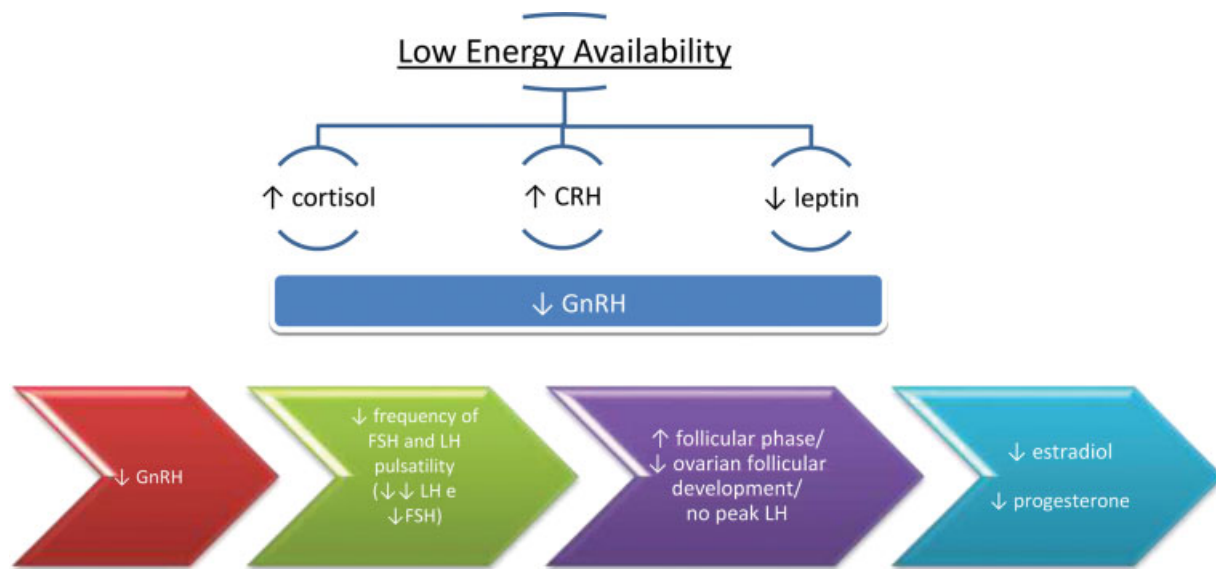 Low Energy Availability
↑ cortisol
↑ CRH
↓ leptin
↓ GnRH
↓ GnRH
↓ frequency of
FSH and LH
pulsatility
(↓↓ LH e
↓FSH)
↑ follicular phase/
↓ ovarian follicular
development/
no peak LH
↓ estradiol
↓ progesterone